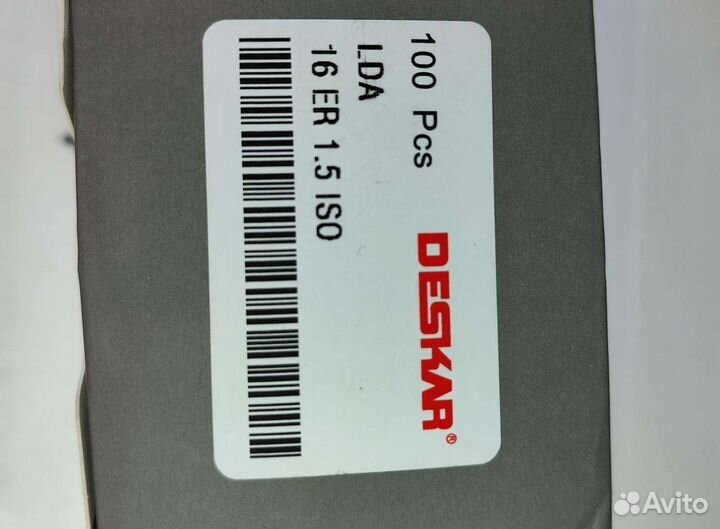 100 Pcs
DESKAR®
LDA
16 ER 1.5 ISO
Avito